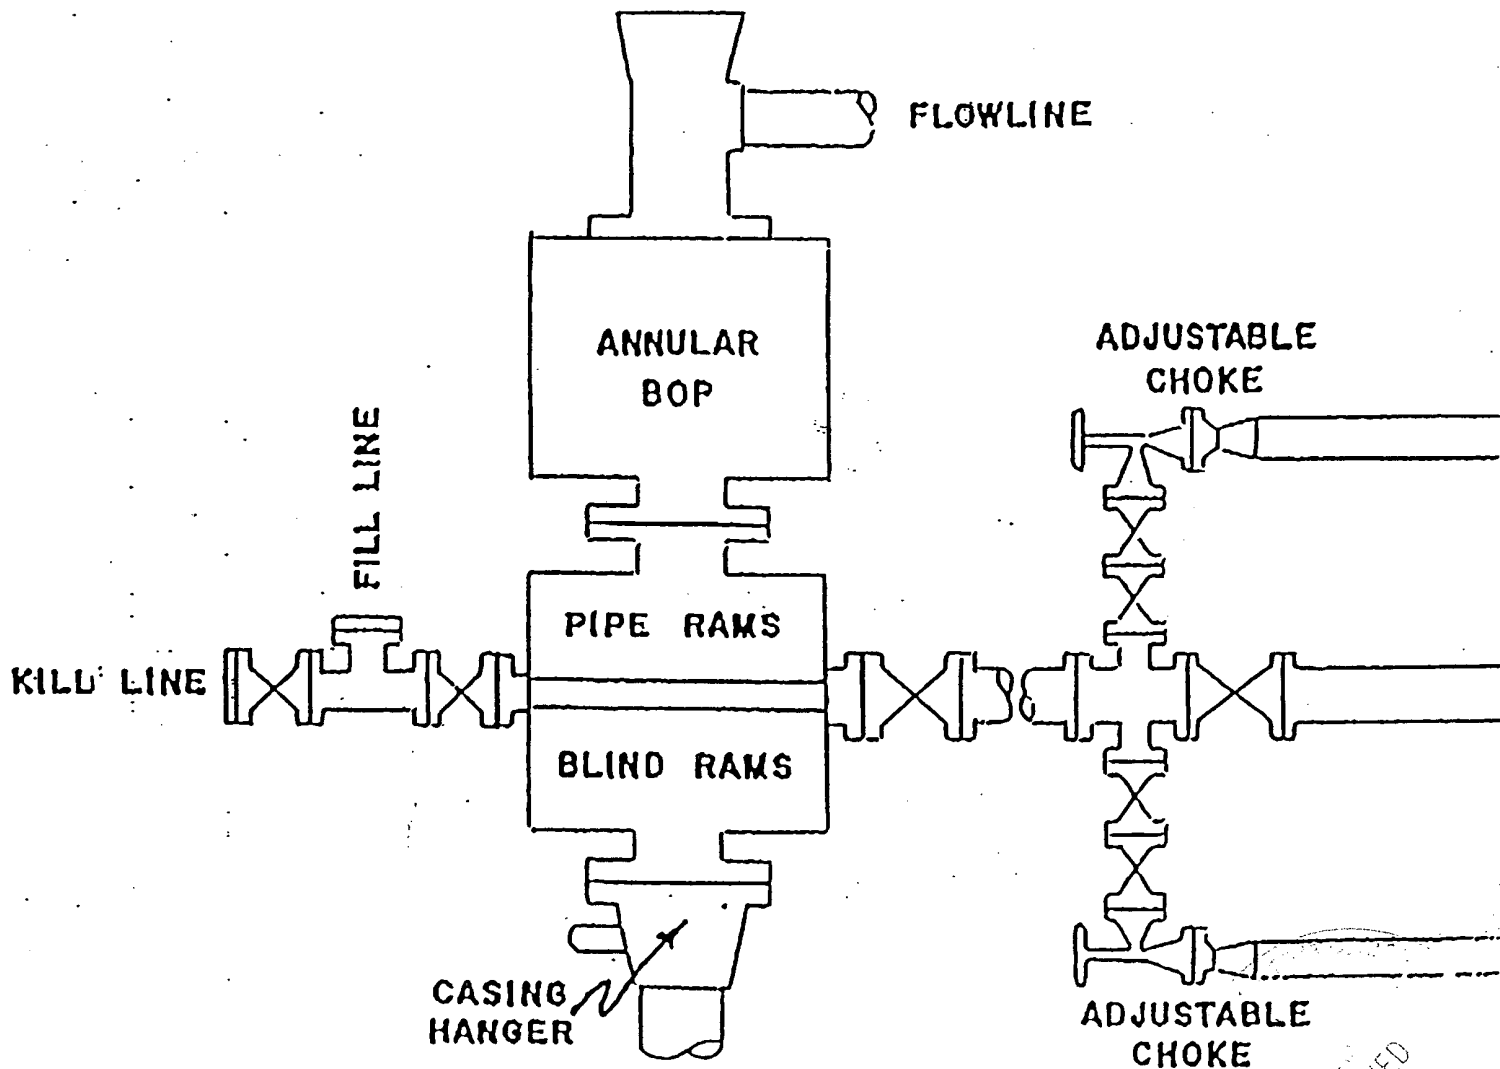 FLOWLINE
ANNULAR
BOP
ADJUSTABLE
CHOKE
FILL LINE
PIPE RAMS
KILL LINE
BLIND RAMS
CASING
HANGER
ADJUSTABLE
CHOKE